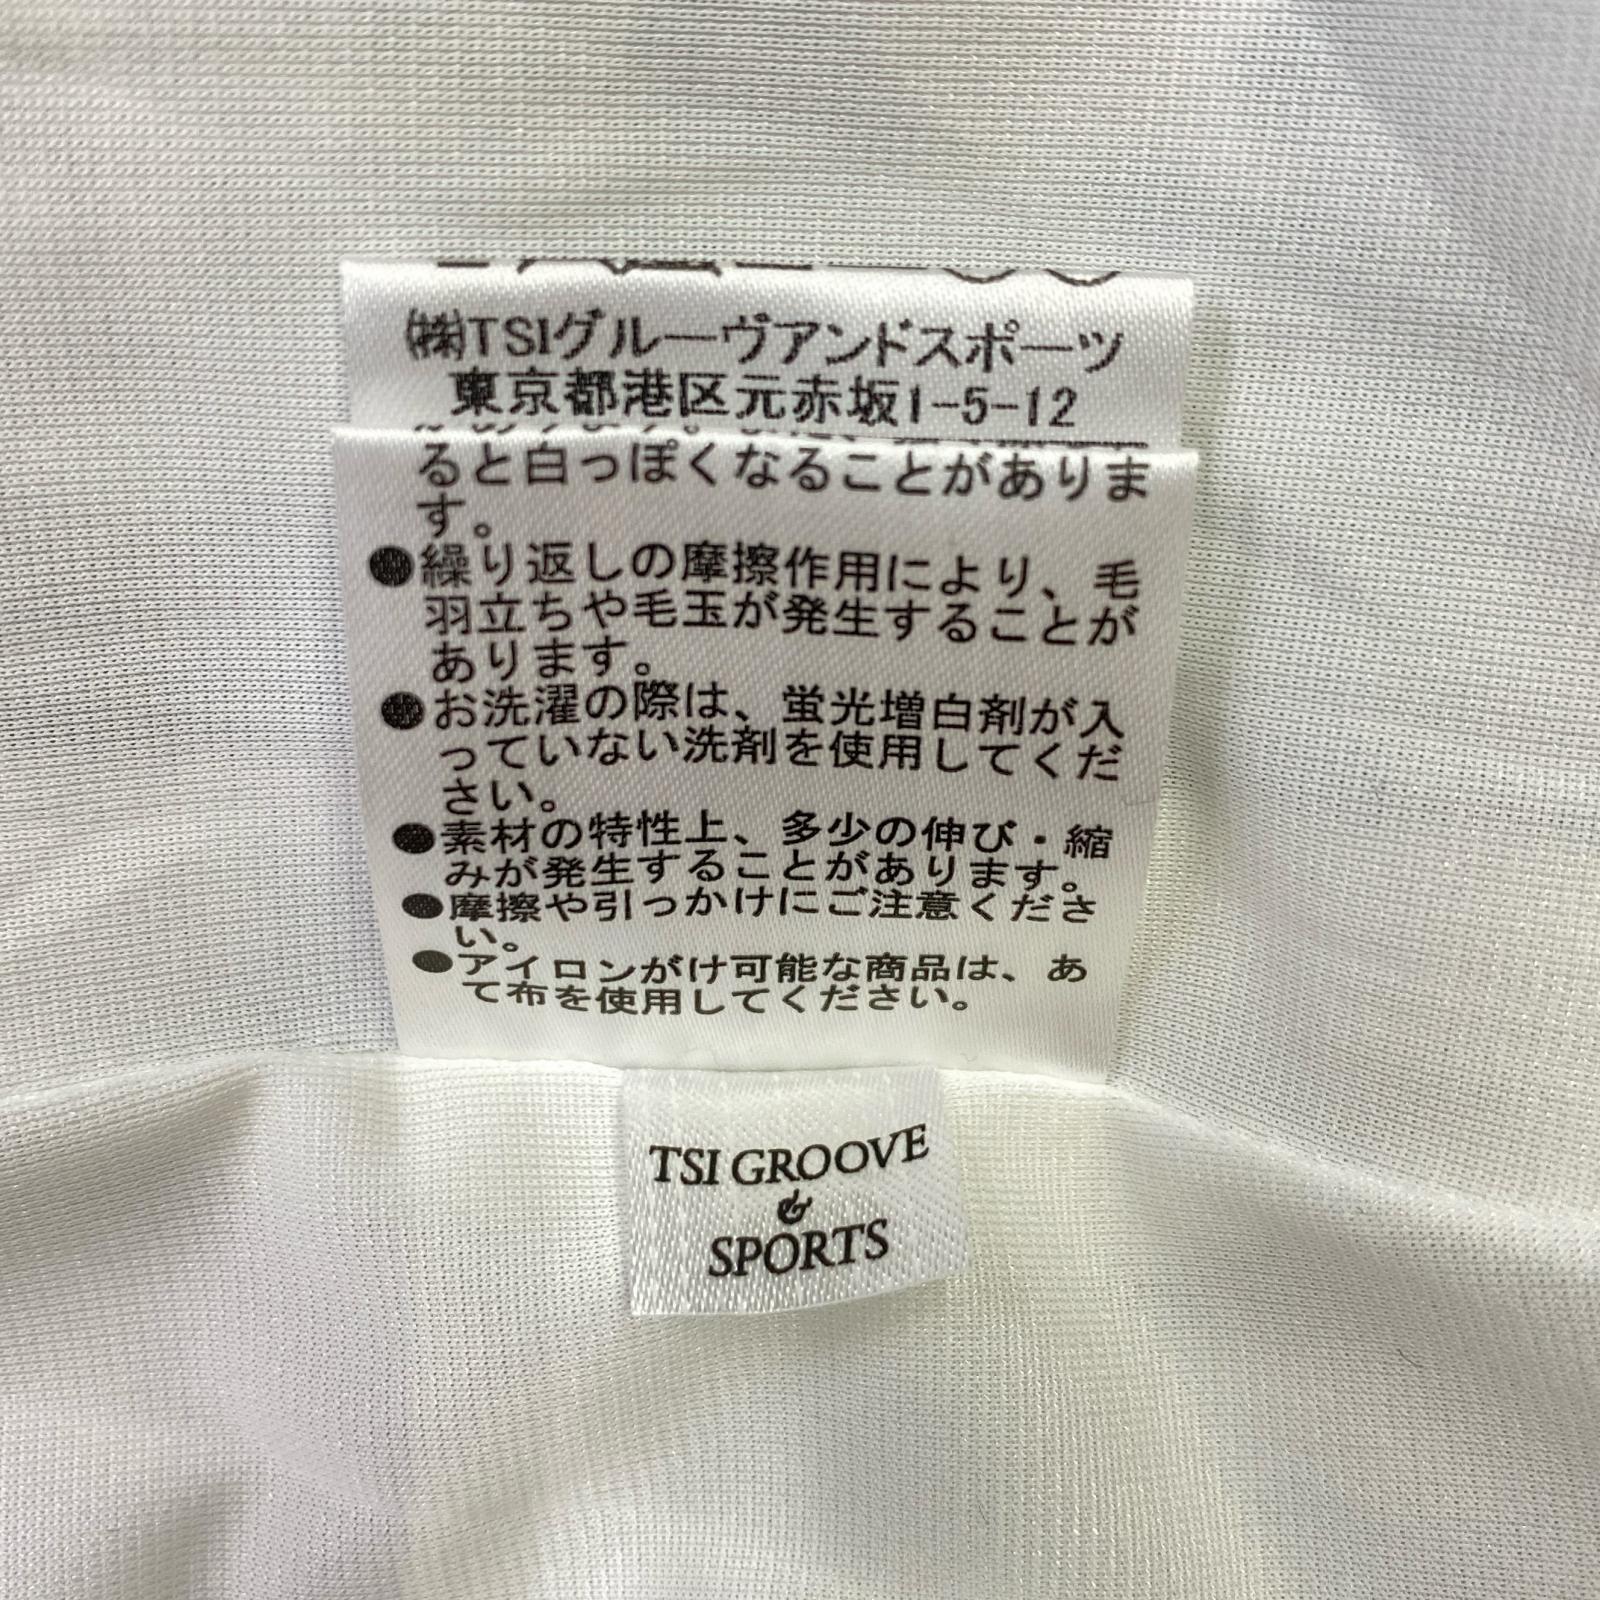 ㈱TSIグルーヴアンドスポーツ
東京都港区元赤坂1-5-12
ると白っぽくなることがありま
す。
●繰り返しの摩擦作用により、毛
羽立ちや毛玉が発生することが
あります。
●お洗濯の際は、蛍光増白剤が入
っていない洗剤を使用してくだ
さい。
●素材の特性上、多少の伸び・縮
みが発生することがあります。
●摩擦や引っかけにご注意くださ
い。
●アイロンがけ可能な商品は、あ
て布を使用してください。
TSI GROOVE
&
SPORTS